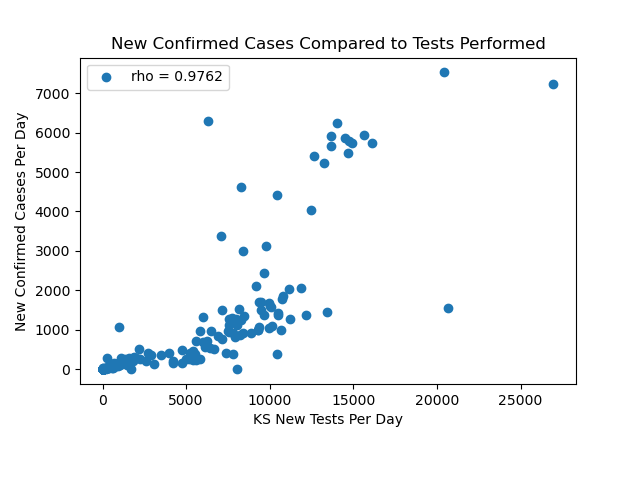 New Confirmed Cases Compared to Tests Performed
rho = 0.9762
New Confirmed Caeses Per Day
7000
6000
5000
4000
3000
2000
1000
0
0 5000 10000 15000 20000 25000
KS New Tests Per Day